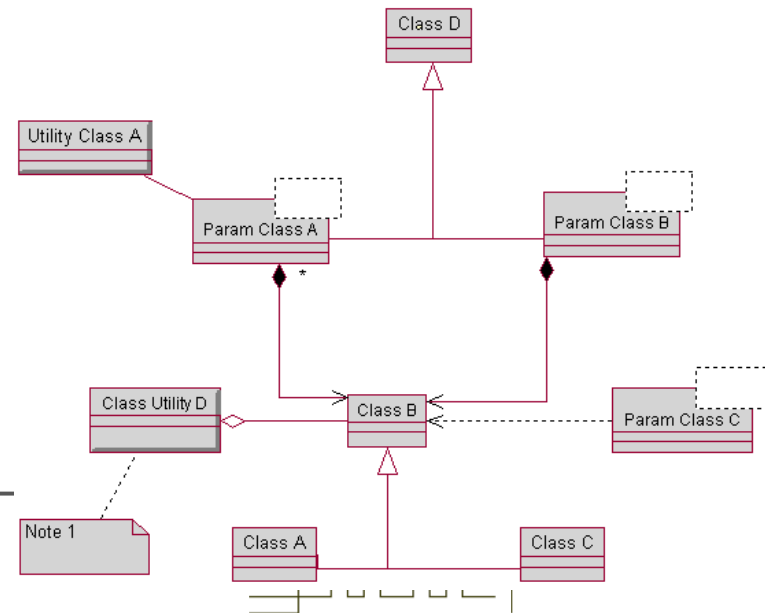 Class D
Utility Class A
Param Class A
Param Class B
*
Class Utility D
Class B
Param Class C
Note 1
Class A
Class C